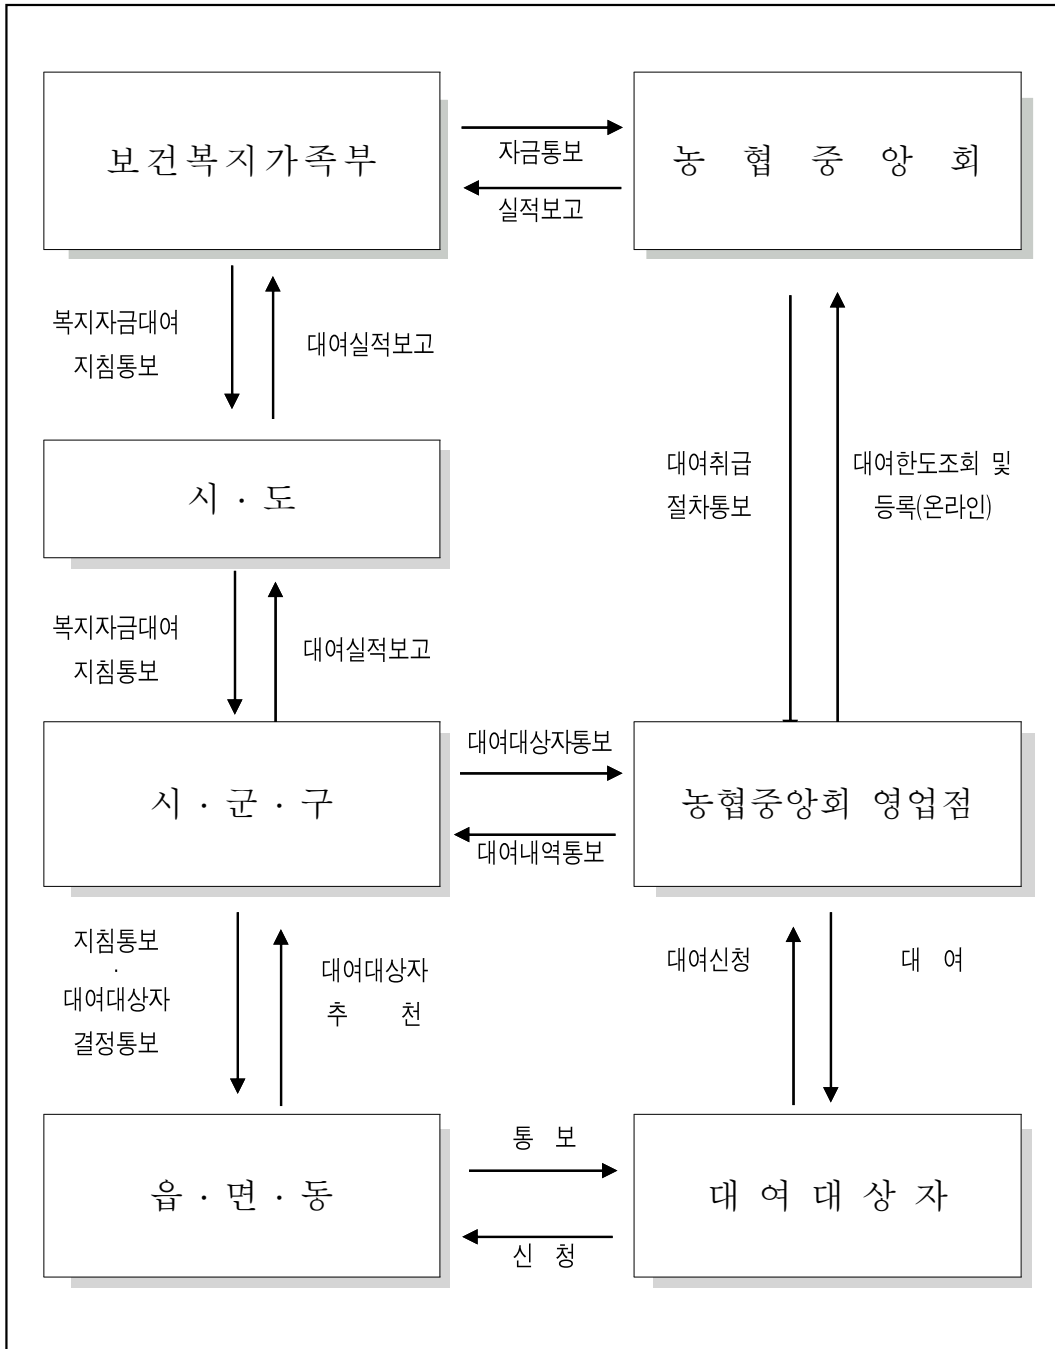 보건복지가족부
자금통보
실적보고
농 협 중 앙 회
복지자금대여
지침통보
대여실적보고
시 · 도
대여취급
절차통보
대여한도조회 및
등록(온라인)
복지자금대여
지침통보
대여실적보고
시 · 군 · 구
대여대상자통보
대여내역통보
농협중앙회 영업점
지침통보
·
대여대상자
결정통보
대여대상자
추 천
대여신청
대 여
읍 · 면 · 동
통 보
신 청
대 여 대 상 자